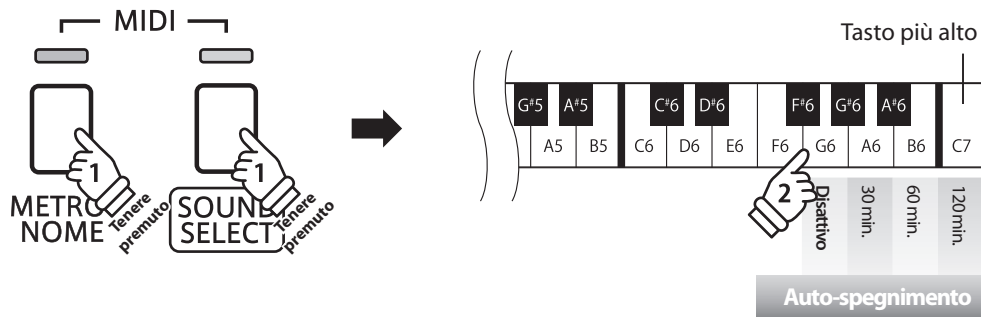 MIDI
1
1
METRO
NOME
Tenere
premuto
SOUND
SELECT
Tenere
premuto
Tasto più alto
G#5 A#5 C#6 D#6 F#6 G#6 A#6
A5 B5 C6 D6 E6 F6 G6 A6 B6 C7
2
Disattivo
30 min.
60 min.
120 min.
Auto-spegnimento